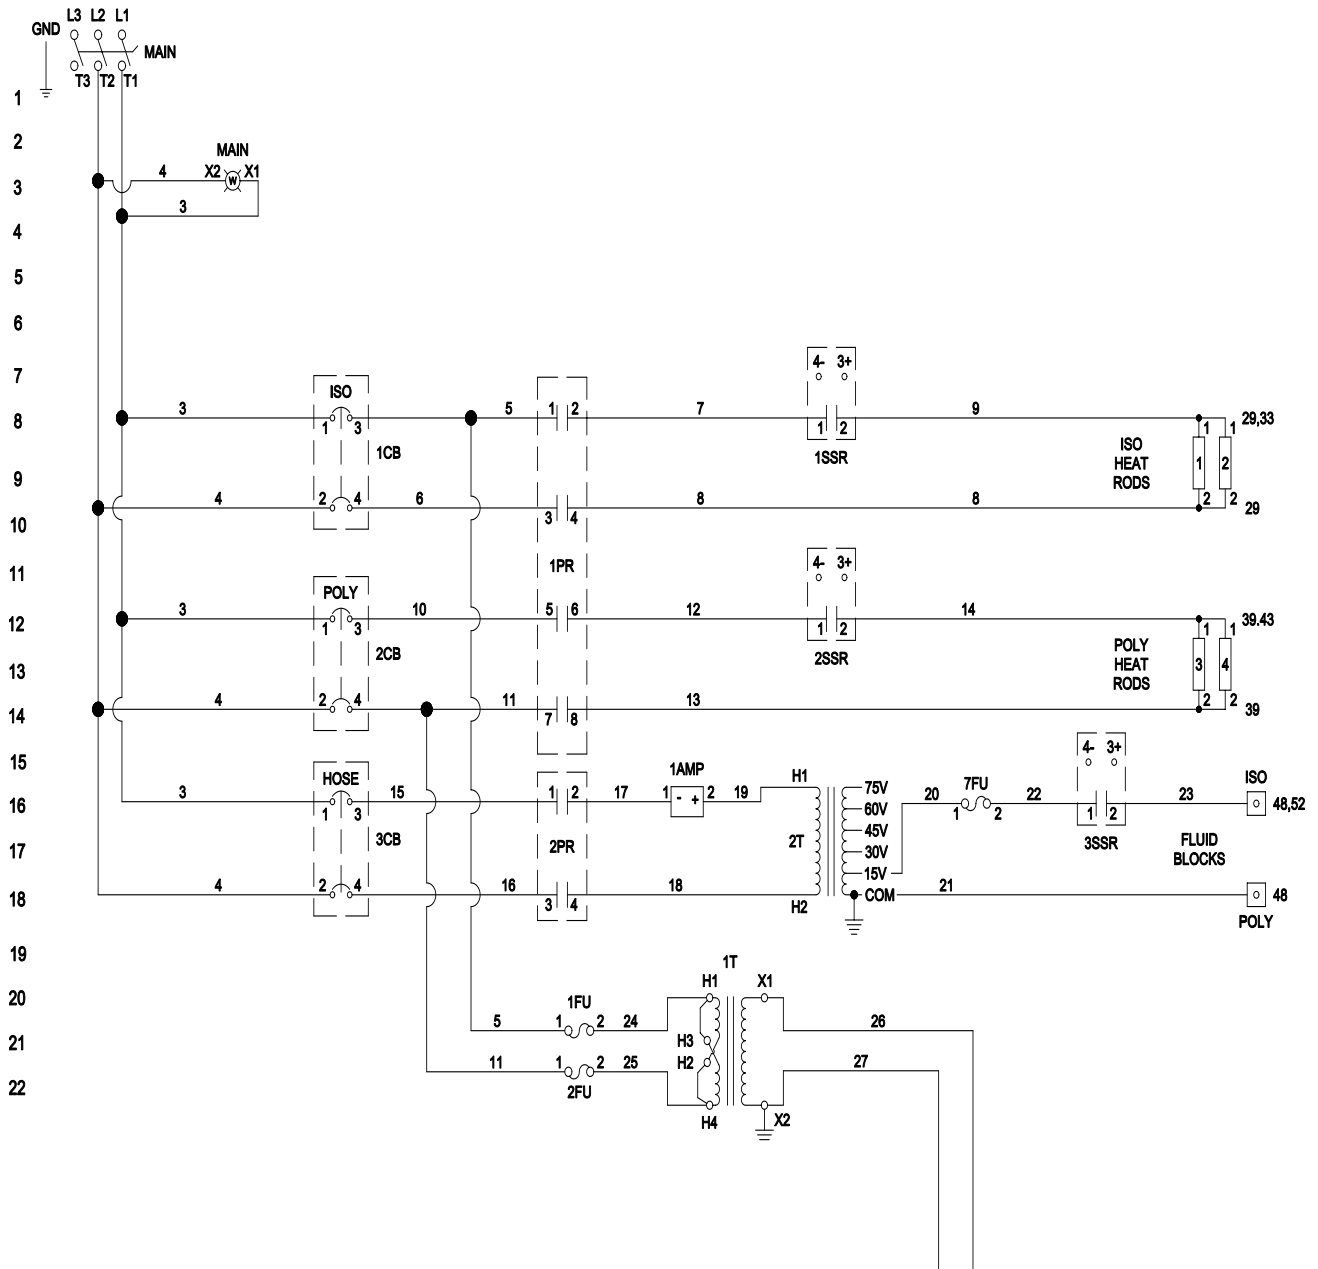 L3 L2 L1
GND
MAIN
T3 T2 T1
1
2
MAIN
4 X2 W X1
3
3
4
5
6
7 4- 3+
ISO
8 3 1 3 5 1 2 7 1 2 9 1 1 29,33
1CB 1SSR
ISO
HEAT
RODS
1 2
9
4 2 4 6 3 4 8 8 2 2 29
10
11 1PR 4- 3+
POLY
12 3 1 3 10 5 6 12 1 2 14 1 1 39.43
2CB 2SSR
POLY
HEAT
RODS
3 4
13
14 4 2 4 11 7 8 13 2 2 39
15 4- 3+
HOSE 1AMP H1 ISO
16 3 1 3 15 1 2 17 1 - + 2 19 75V 20 7FU 1 2 22 1 2 23 48,52
60V
3CB 2PR 2T 45V 3SSR
17 30V
FLUID
BLOCKS
15V
18 4 2 4 16 3 4 18 H2 COM 21 48
POLY
19 1T
20 H1 X1
1FU
5 1 2 24 26
21 H3
H2
11 1 2 25 27
22 2FU
H4 X2